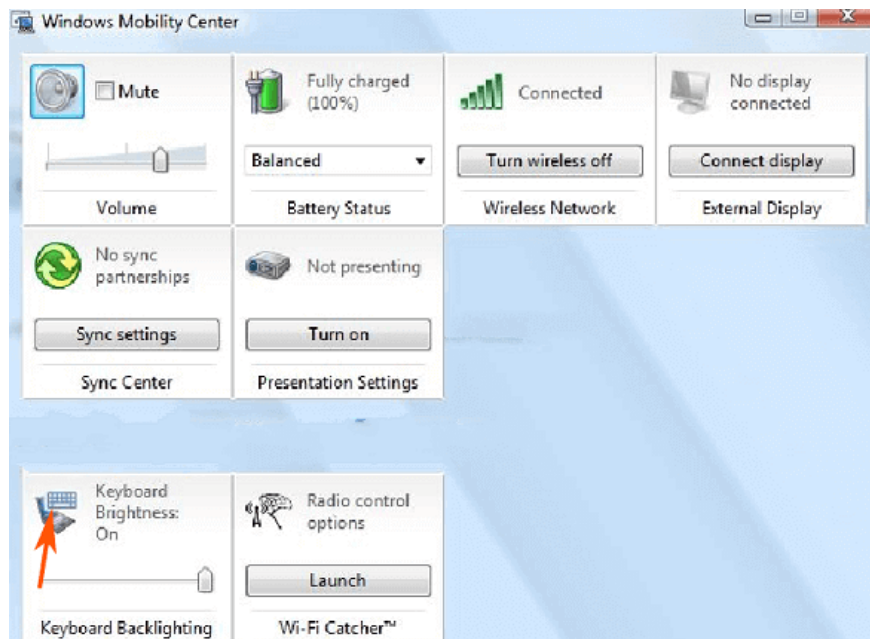 Windows Mobility Center
Mute
Volume
Fully charged
(100%)
Balanced
Battery Status
Connected
Turn wireless off
Wireless Network
No display
connected
Connect display
External Display
No sync
partnerships
Sync settings
Sync Center
Not presenting
Turn on
Presentation Settings
Keyboard
Brightness:
On
Keyboard Backlighting
Radio control
options
Launch
Wi-Fi Catcher™